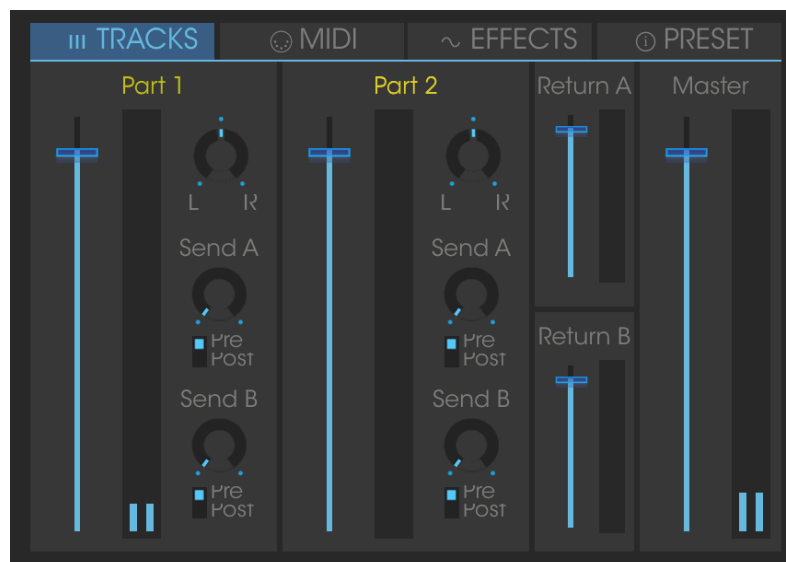 TRACKS MIDI EFFECTS PRESET
Part 1
L R
Send A
Pre
Post
Send B
Pre
Post
Part 2
L R
Send A
Pre
Post
Send B
Pre
Post
Return A
Return B
Master